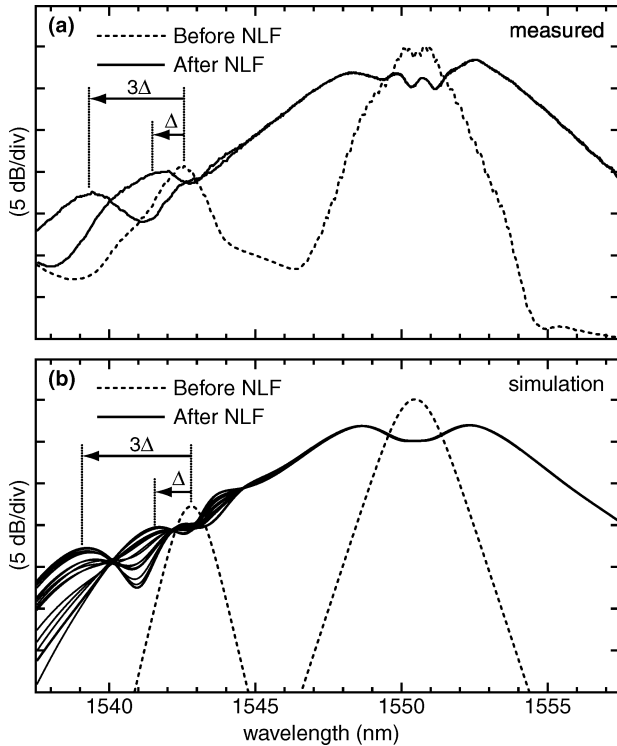 (a)
measured
Before NLF
After NLF
3Δ
Δ
(5 dB/div)
(b)
simulation
Before NLF
After NLF
3Δ
Δ
(5 dB/div)
1540
1545
1550
1555
wavelength (nm)